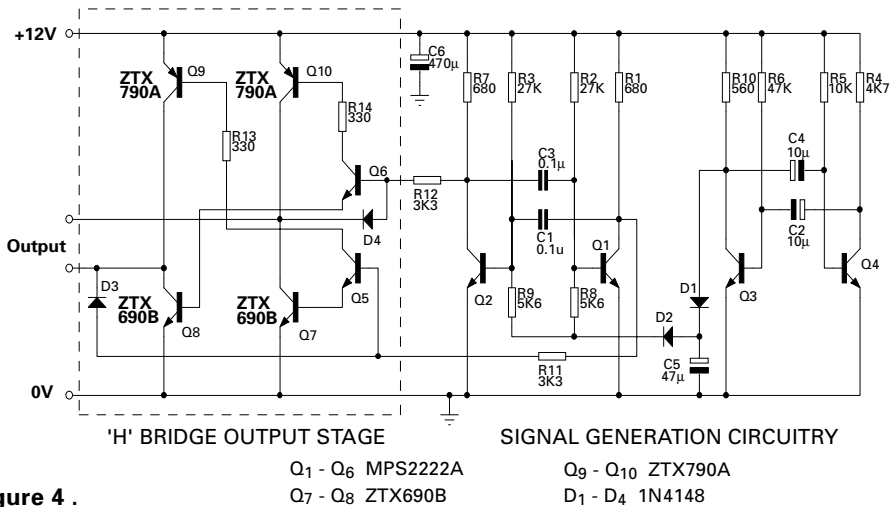 +12V
ZTX
790A
Q9
ZTX
790A
Q10
R14
330
R13
330
Q6
C6
470µ
R7
680
R3
27K
R2
27K
R1
680
R10
560
R6
47K
R5
10K
R4
4K7
C4
10µ
C3
0.1µ
R12
3K3
C2
10µ
D4
C1
0.1u
Q1
Output
D3
ZTX
690B
Q8
ZTX
690B
Q7
Q5
Q2
R9
5K6
R8
5K6
D1
Q3
Q4
D2
R11
3K3
C5
47µ
0V
'H' BRIDGE OUTPUT STAGE
SIGNAL GENERATION CIRCUITRY
Q1 - Q6 MPS2222A
Q9 - Q10 ZTX790A
Q7 - Q8 ZTX690B
D1 - D4 1N4148
gure 4 .